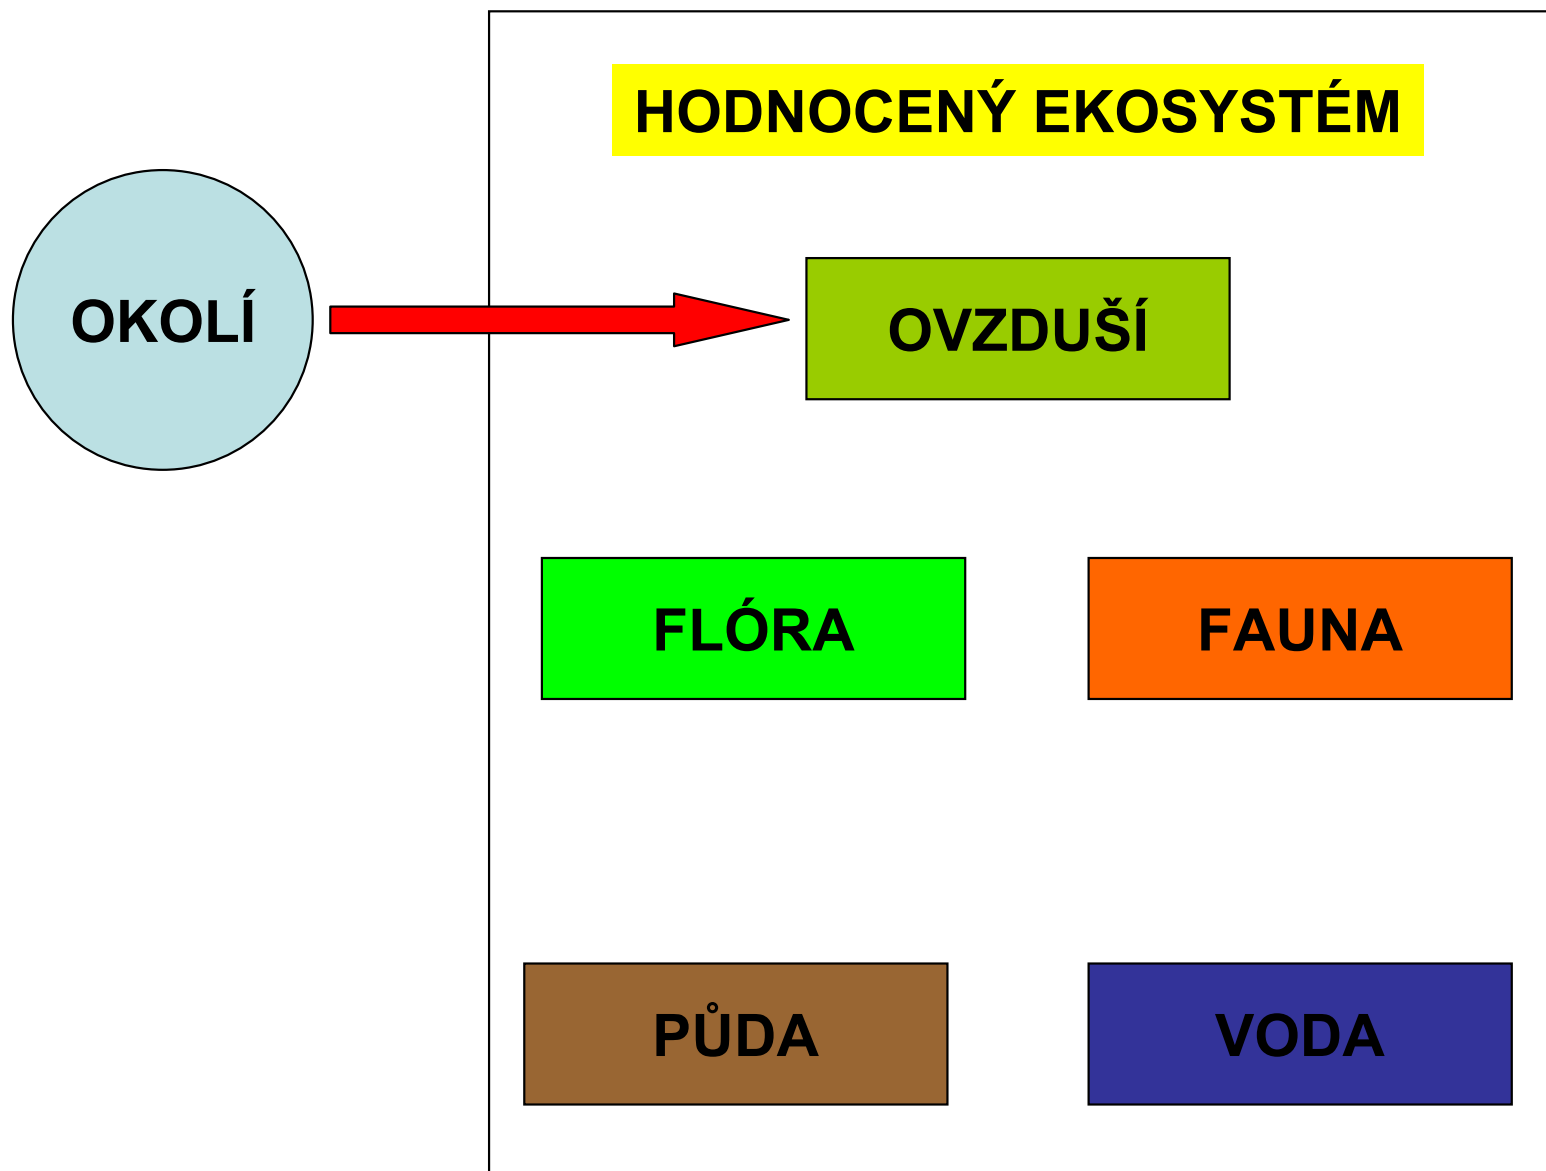 HODNOCENÝ EKOSYSTÉM
OKOLÍ
OVZDUŠÍ
FLÓRA
FAUNA
PŮDA
VODA